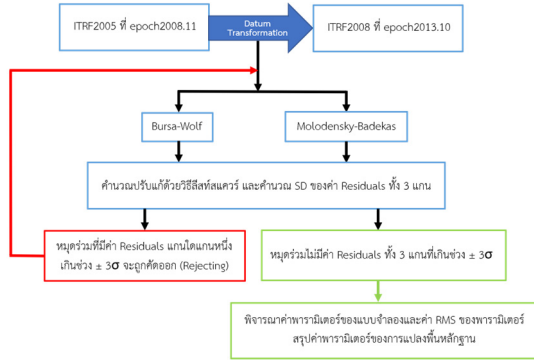 ITRF2005 ที่ epoch2008.11
Datum
Transformation
ITRF2008 ที่ epoch2013.10
Bursa-Wolf
Molodensky-Badekas
คำนวณปรับแก้ด้วยวิธีลีสท์สแควร์ และคำนวณ SD ของค่า Residuals ทั้ง 3 แกน
หมุดร่วมที่มีค่า Residuals แกนใดแกนหนึ่ง
เกินช่วง ± 3σ จะถูกคัดออก (Rejecting)
หมุดร่วมไม่มีค่า Residuals ทั้ง 3 แกนที่เกินช่วง ± 3σ
พิจารณาค่าพารามิเตอร์ของแบบจำลองและค่า RMS ของพารามิเตอร์
สรุปค่าพารามิเตอร์ของการแปลงพื้นหลักฐาน